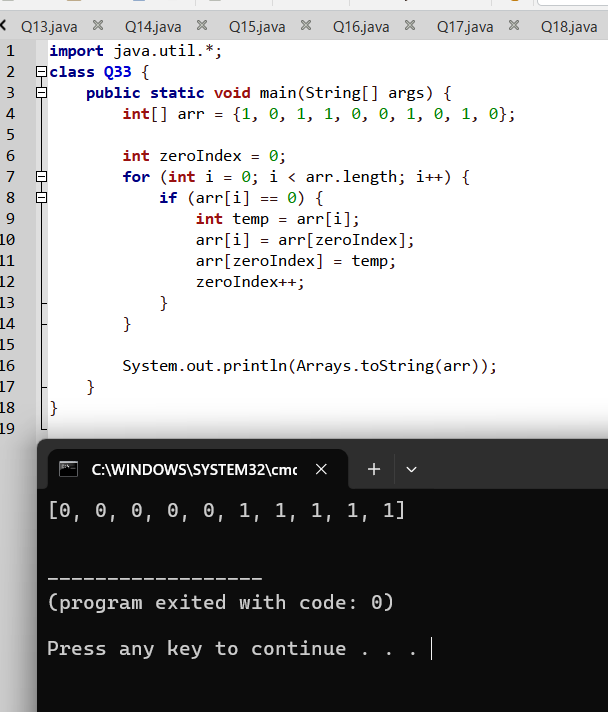 Q13.java Q14.java Q15.java Q16.java Q17.java Q18.java
1 import java.util.*;
2 class Q33 {
3     public static void main(String[] args) {
4         int[] arr = {1, 0, 1, 1, 0, 0, 1, 0, 1, 0};
5
6         int zeroIndex = 0;
7         for (int i = 0; i < arr.length; i++) {
8             if (arr[i] == 0) {
9                 int temp = arr[i];
10                 arr[i] = arr[zeroIndex];
11                 arr[zeroIndex] = temp;
12                 zeroIndex++;
13             }
14         }
15
16         System.out.println(Arrays.toString(arr));
17     }
18 }
19
C:\WINDOWS\SYSTEM32\cmd
[0, 0, 0, 0, 0, 1, 1, 1, 1, 1]
------------------
(program exited with code: 0)
Press any key to continue . . .